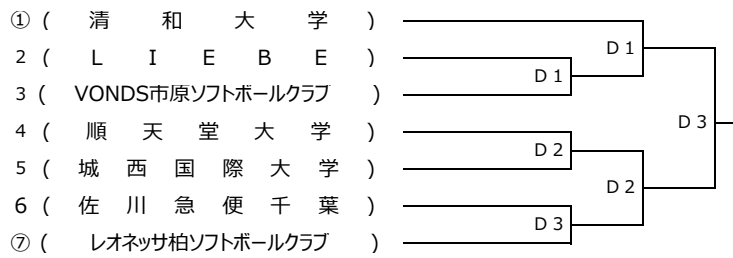 ① ( 清 和 大 学 )
D 1
2 ( L I E B E )
D 1
3 ( VONDS市原ソフトボールクラブ )
D 3
4 ( 順 天 堂 大 学 )
D 2
5 ( 城 西 国 際 大 学 )
D 2
6 ( 佐 川 急 便 千 葉 )
D 3
⑦ ( レオネッサ柏ソフトボールクラブ )